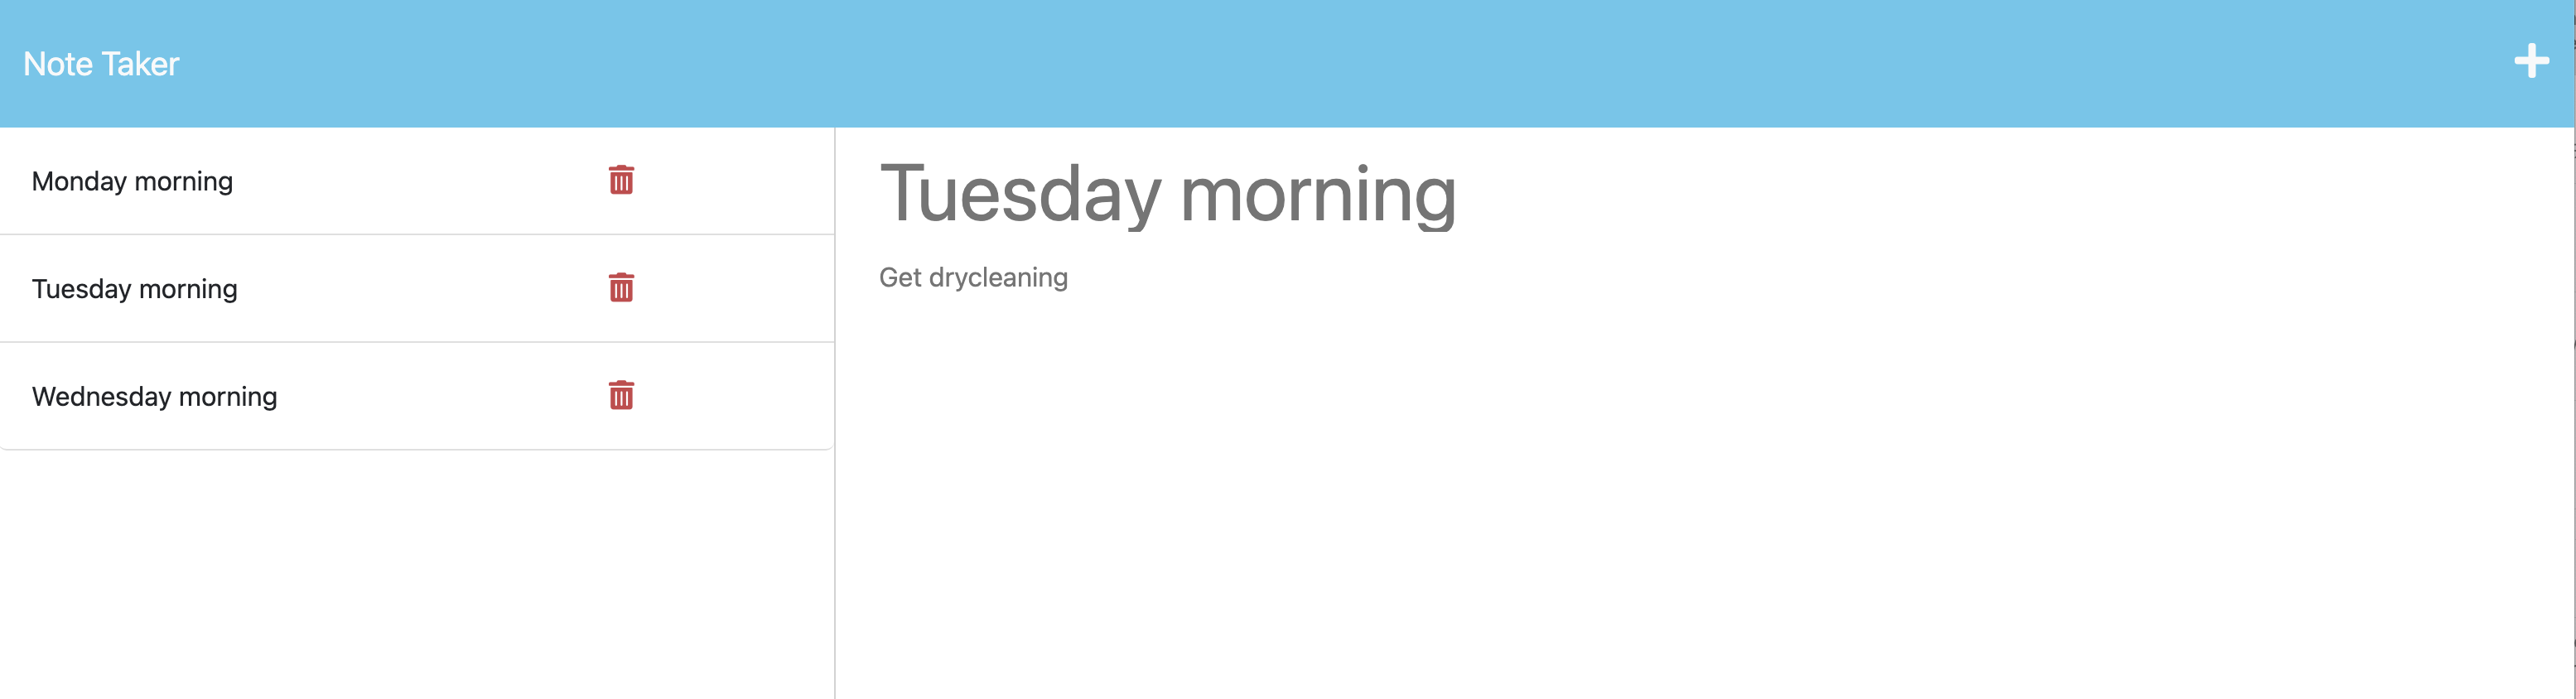 Note Taker
Monday morning
Tuesday morning
Wednesday morning
Tuesday morning
Get drycleaning